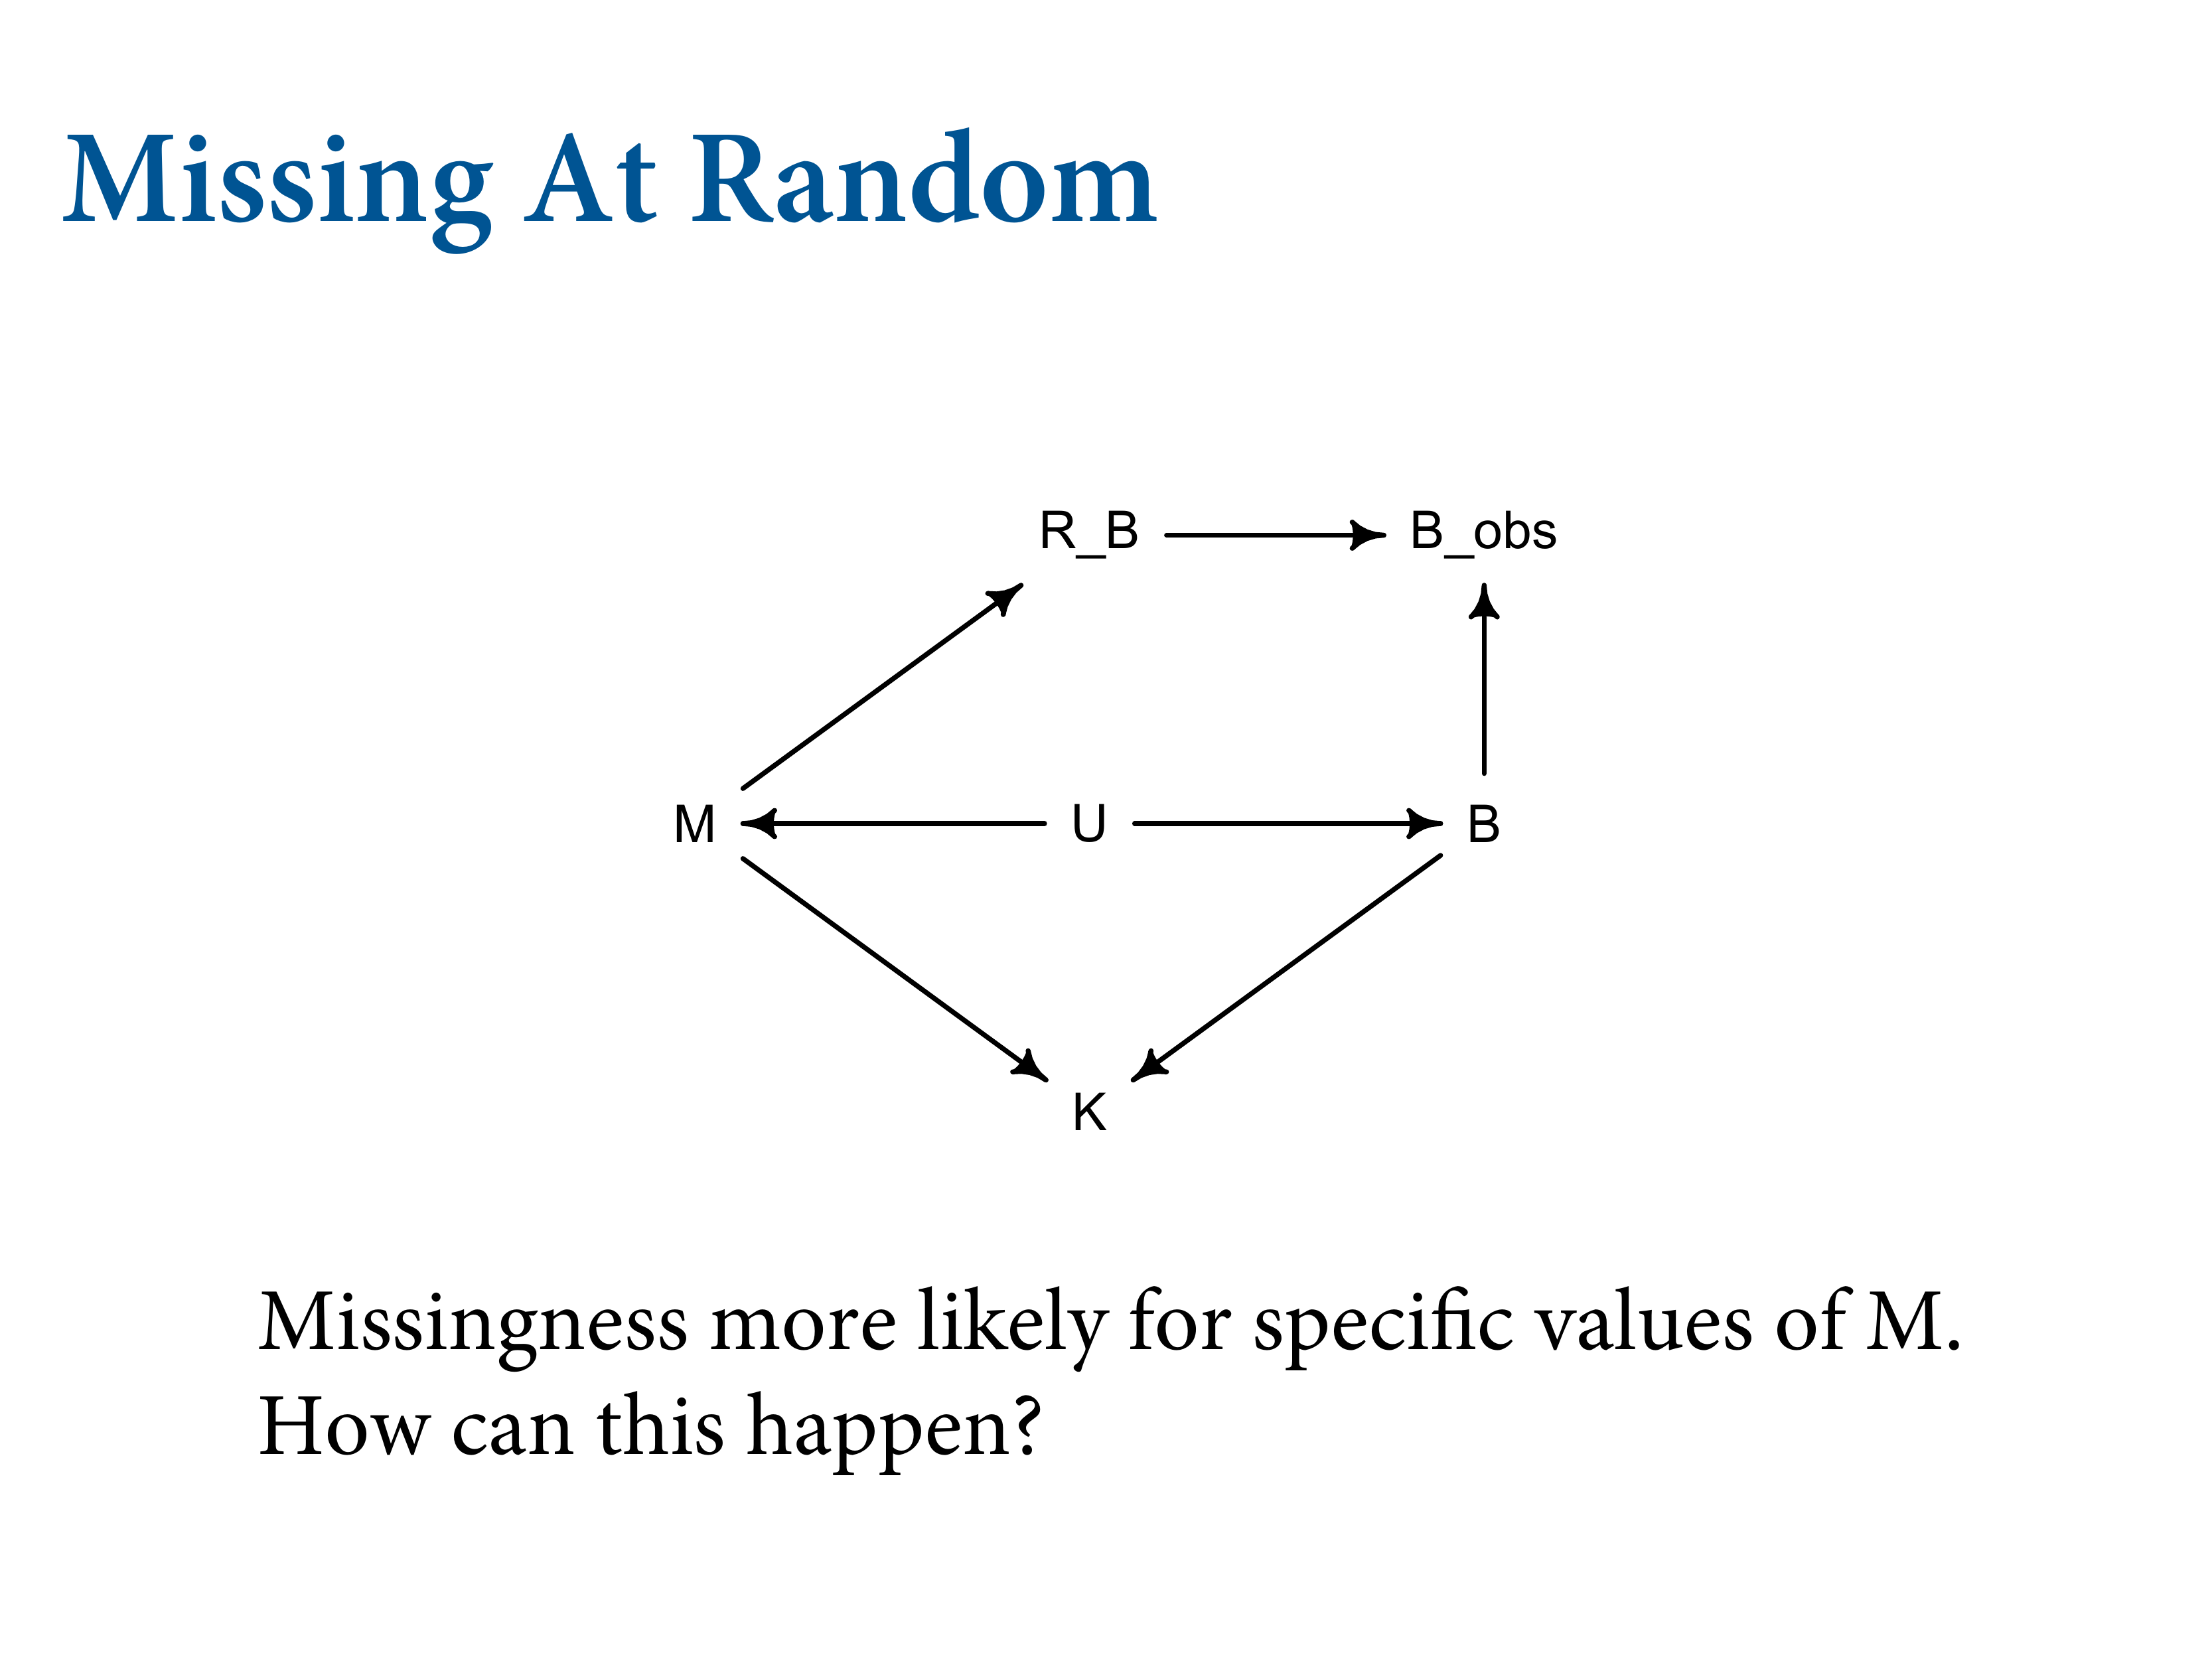 Missing At Random
R_B B_obs
M U B
K
Missingness more likely for specific values of M.
How can this happen?